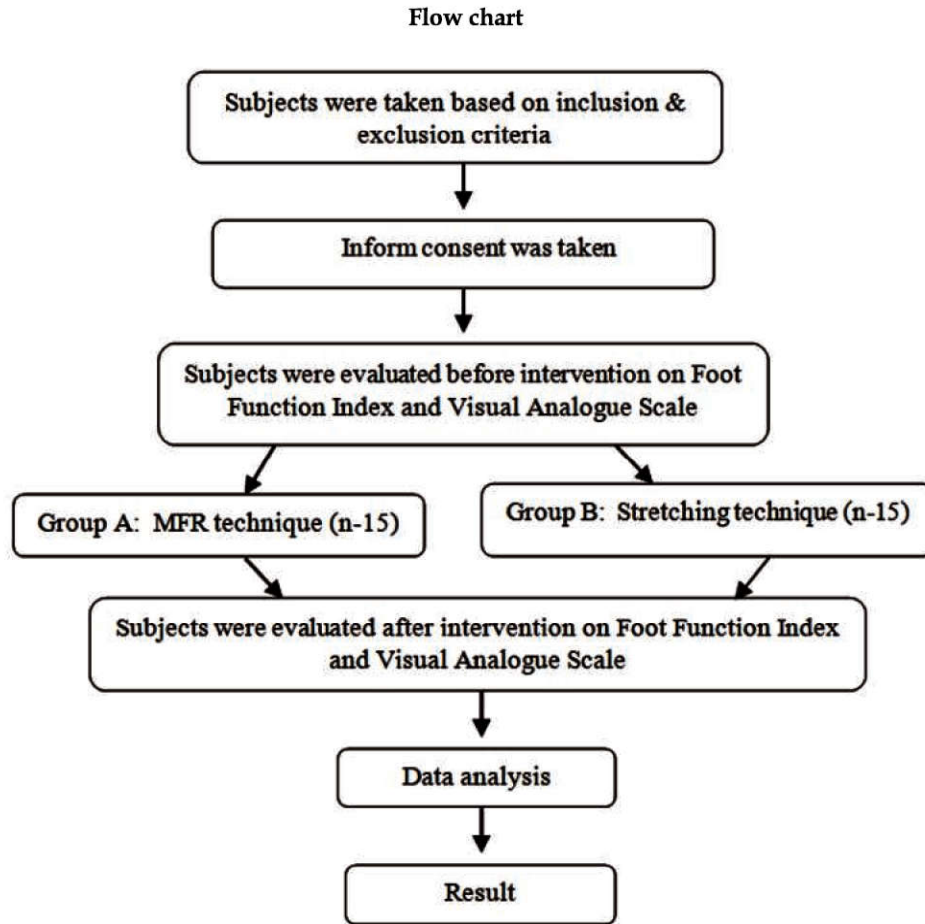 Flow chart
Subjects were taken based on inclusion &
exclusion criteria
Inform consent was taken
Subjects were evaluated before intervention on Foot
Function Index and Visual Analogue Scale
Group A: MFR technique (n-15)
Group B: Stretching technique (n-15)
Subjects were evaluated after intervention on Foot Function Index
and Visual Analogue Scale
Data analysis
Result